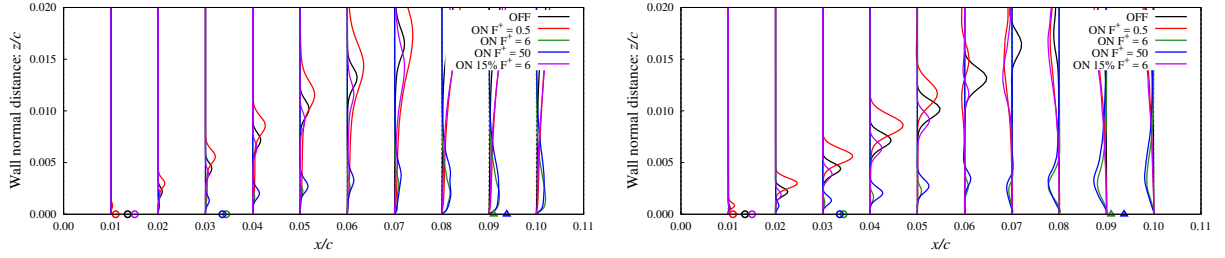 Wall normal distance: z/c
0.020
0.015
0.010
0.005
0.000
0.00
0.01
0.02
0.03
0.04
0.05
0.06
0.07
0.08
0.09
0.10
0.11
x/c
OFF
ON F+ = 0.5
ON F+ = 6
ON F+ = 50
ON 15% F+ = 6
Wall normal distance: z/c
0.020
0.015
0.010
0.005
0.000
0.00
0.01
0.02
0.03
0.04
0.05
0.06
0.07
0.08
0.09
0.10
0.11
x/c
OFF
ON F+ = 0.5
ON F+ = 6
ON F+ = 50
ON 15% F+ = 6